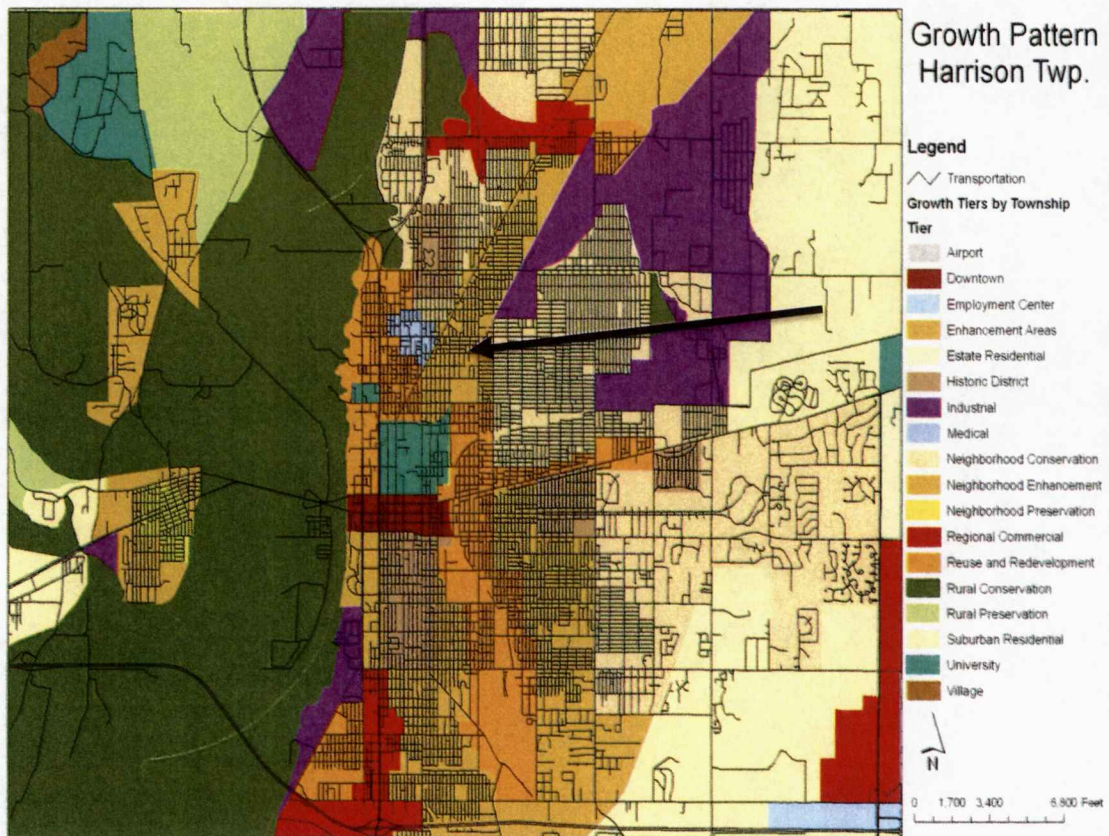 Growth Pattern
Harrison Twp.
Legend
Transportation
Growth Tiers by Township
Tier
Airport
Downtown
Employment Center
Enhancement Areas
Estate Residential
Historic District
Industrial
Medical
Neighborhood Conservation
Neighborhood Enhancement
Neighborhood Preservation
Regional Commercial
Reuse and Redevelopment
Rural Conservation
Rural Preservation
Suburban Residential
University
Village
N
0 1,700 3,400 6,800 Feet